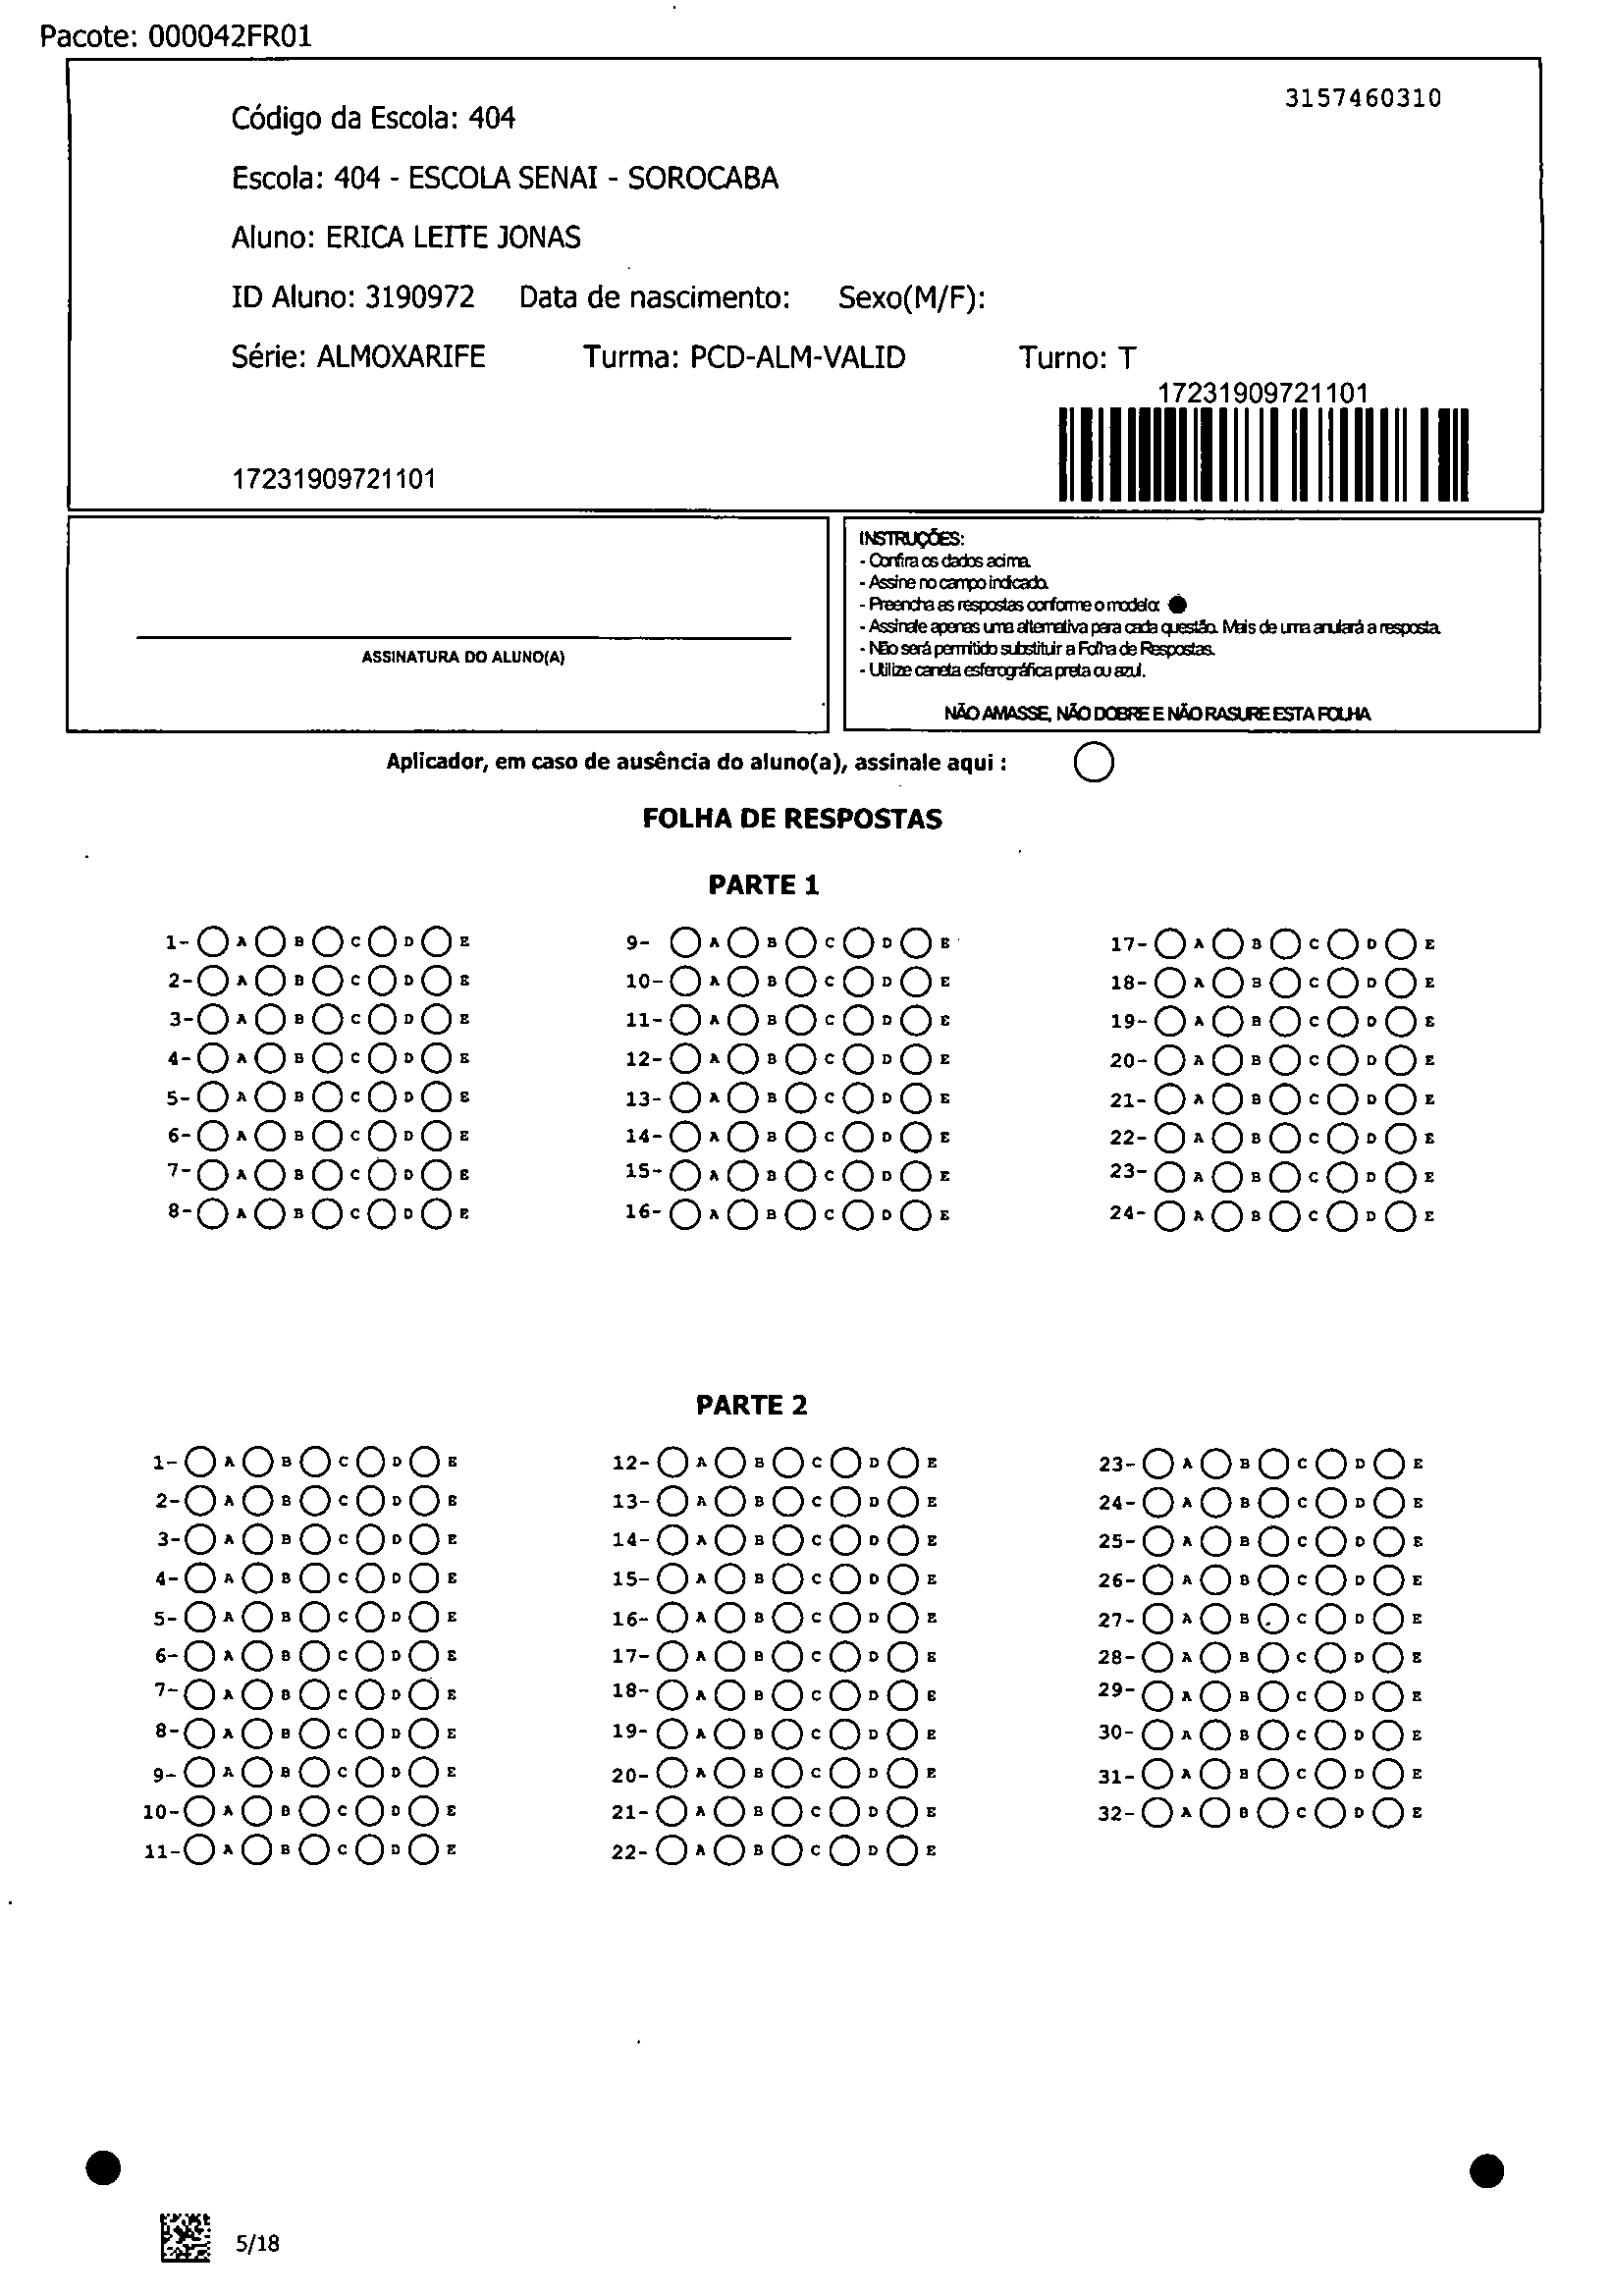 Pacote: 000042FR01
3157460310
Código da Escola: 404
Escola: 404 - ESCOLA SENAI - SOROCABA
Aluno: ERICA LEITE JONAS
ID Aluno: 3190972 Data de nascimento: Sexo(M/F):
Série: ALMOXARIFE Turma: PCD-ALM-VALID Turno: T
17231909721101
17231909721101
ASSINATURA DO ALUNO(A)
INSTRUÇÕES:
- Confira os dados acima.
- Assine no campo indicado.
- Preencha as respostas conforme o modelo:
- Assinale apenas uma alternativa para cada questão. Mais de uma anulará a resposta.
- Não será permitido substituir a Folha de Respostas.
- Utilize caneta esferográfica preta ou azul.
NÃO AMASSE, NÃO DOBRE E NÃO RASURE ESTA FOLHA
Aplicador, em caso de ausência do aluno(a), assinale aqui :
FOLHA DE RESPOSTAS
PARTE 1
1- A B C D E 9- A B C D E 17- A B C D E
2- A B C D E 10- A B C D E 18- A B C D E
3- A B C D E 11- A B C D E 19- A B C D E
4- A B C D E 12- A B C D E 20- A B C D E
5- A B C D E 13- A B C D E 21- A B C D E
6- A B C D E 14- A B C D E 22- A B C D E
7- A B C D E 15- A B C D E 23- A B C D E
8- A B C D E 16- A B C D E 24- A B C D E
PARTE 2
1- A B C D E 12- A B C D E 23- A B C D E
2- A B C D E 13- A B C D E 24- A B C D E
3- A B C D E 14- A B C D E 25- A B C D E
4- A B C D E 15- A B C D E 26- A B C D E
5- A B C D E 16- A B C D E 27- A B C D E
6- A B C D E 17- A B C D E 28- A B C D E
7- A B C D E 18- A B C D E 29- A B C D E
8- A B C D E 19- A B C D E 30- A B C D E
9- A B C D E 20- A B C D E 31- A B C D E
10- A B C D E 21- A B C D E 32- A B C D E
11- A B C D E 22- A B C D E
5/18